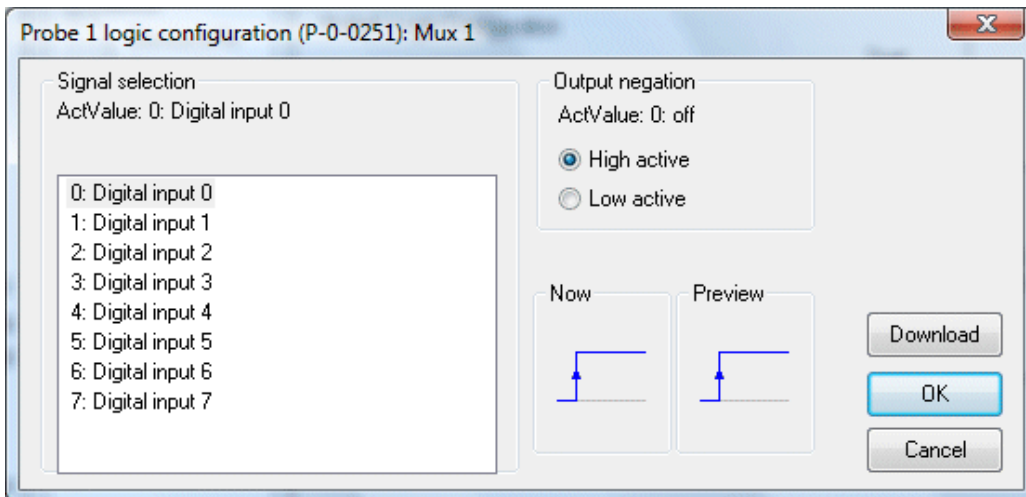 Probe 1 logic configuration (P-0-0251): Mux 1
Signal selection
ActValue: 0: Digital input 0
0: Digital input 0
1: Digital input 1
2: Digital input 2
3: Digital input 3
4: Digital input 4
5: Digital input 5
6: Digital input 6
7: Digital input 7
Output negation
ActValue: 0: off
High active
Low active
Now
Preview
Download
OK
Cancel